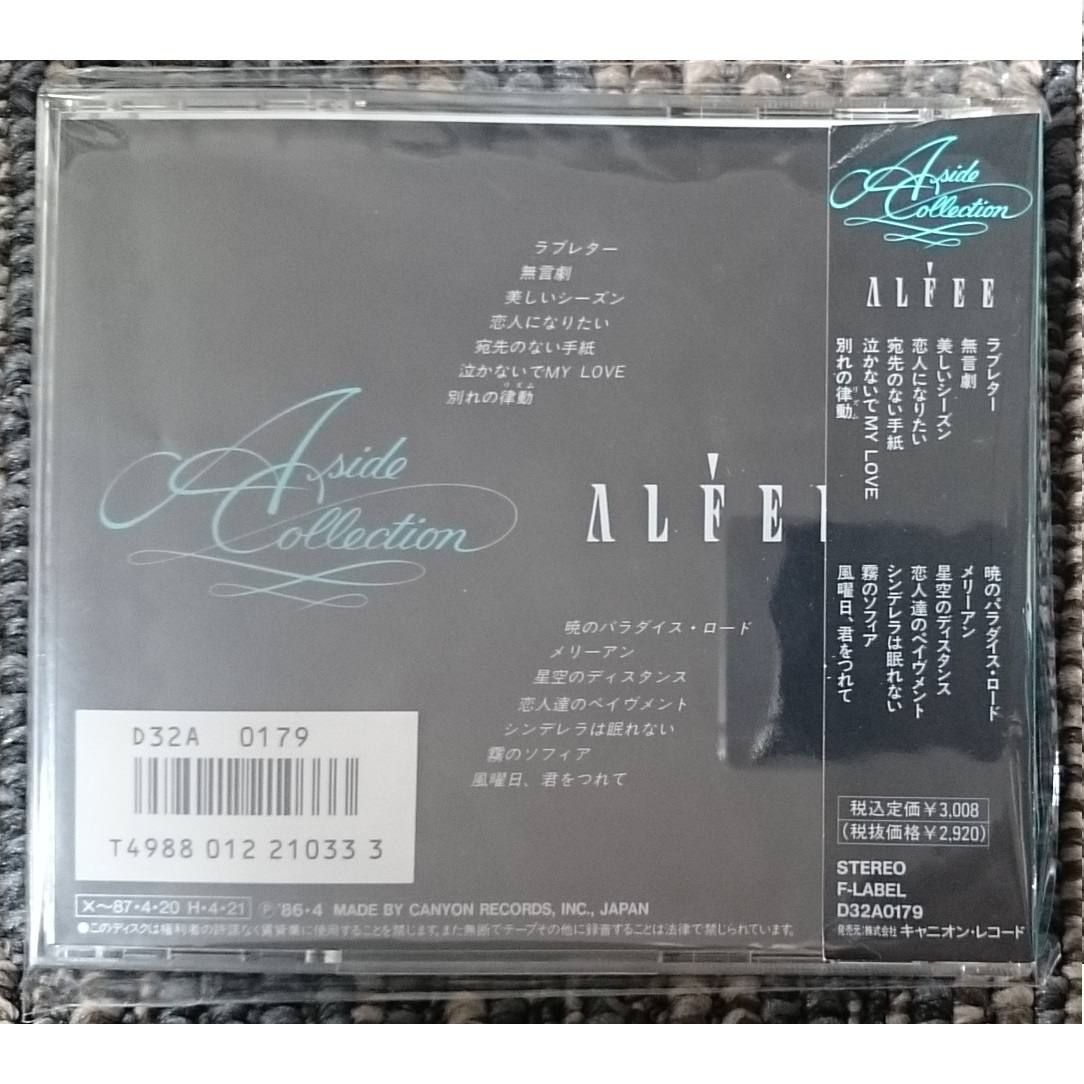 ラブレター
無言劇
美しいシーズン
恋人になりたい
宛先のない手紙
泣かないでMY LOVE
リズム
別れの律動
A side
Collection
ALFEE
暁のパラダイス・ロード
メリーアン
星空のディスタンス
恋人達のペイヴメント
シンデレラは眠れない
霧のソフィア
風曜日、君をつれて
D32A 0179
T4988 012 21033 3
X〜87・4・20 H・4・21 Ⓟ'86・4 MADE BY CANYON RECORDS, INC., JAPAN
●このディスクは権利者の許諾なく賃貸業に使用することを禁じます。また無断でテープその他に録音することは法律で禁じられています。
A side
Collection
ALFEE
ラブレター
無言劇
美しいシーズン
恋人になりたい
宛先のない手紙
泣かないでMY LOVE
リズム
別れの律動
暁のパラダイス・ロード
メリーアン
星空のディスタンス
恋人達のペイヴメント
シンデレラは眠れない
霧のソフィア
風曜日、君をつれて
税込定価¥3,008
(税抜価格¥2,920)
STEREO
F-LABEL
D32A0179
発売元:株式会社 キャニオン・レコード